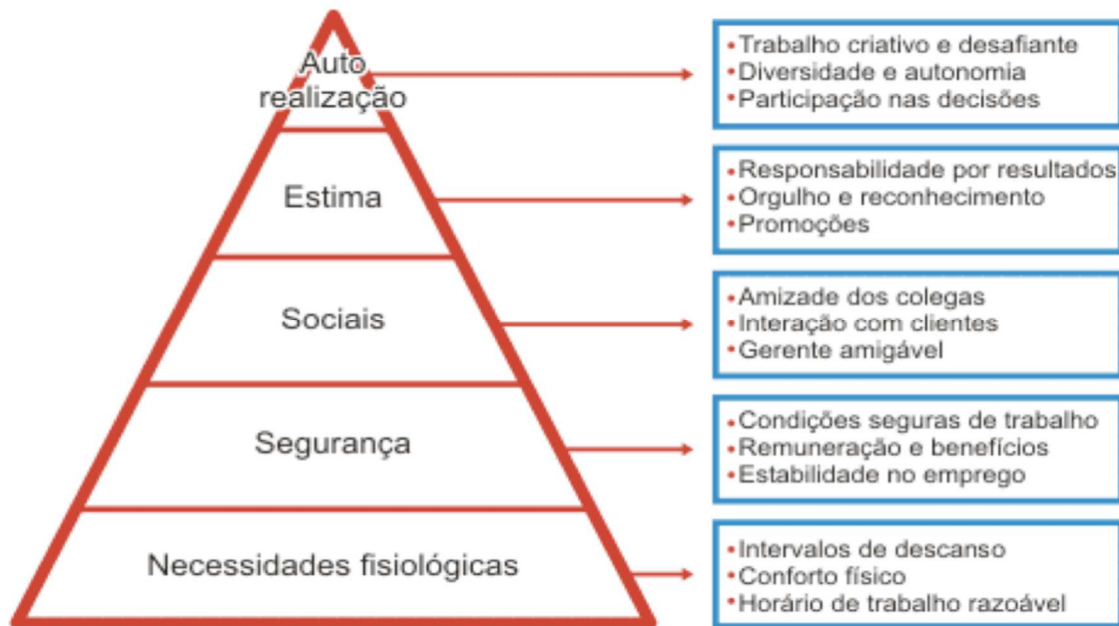 Auto
realização
• Trabalho criativo e desafiante
• Diversidade e autonomia
• Participação nas decisões
Estima
• Responsabilidade por resultados
• Orgulho e reconhecimento
• Promoções
Sociais
• Amizade dos colegas
• Interação com clientes
• Gerente amigável
Segurança
• Condições seguras de trabalho
• Remuneração e benefícios
• Estabilidade no emprego
Necessidades fisiológicas
• Intervalos de descanso
• Conforto físico
• Horário de trabalho razoável